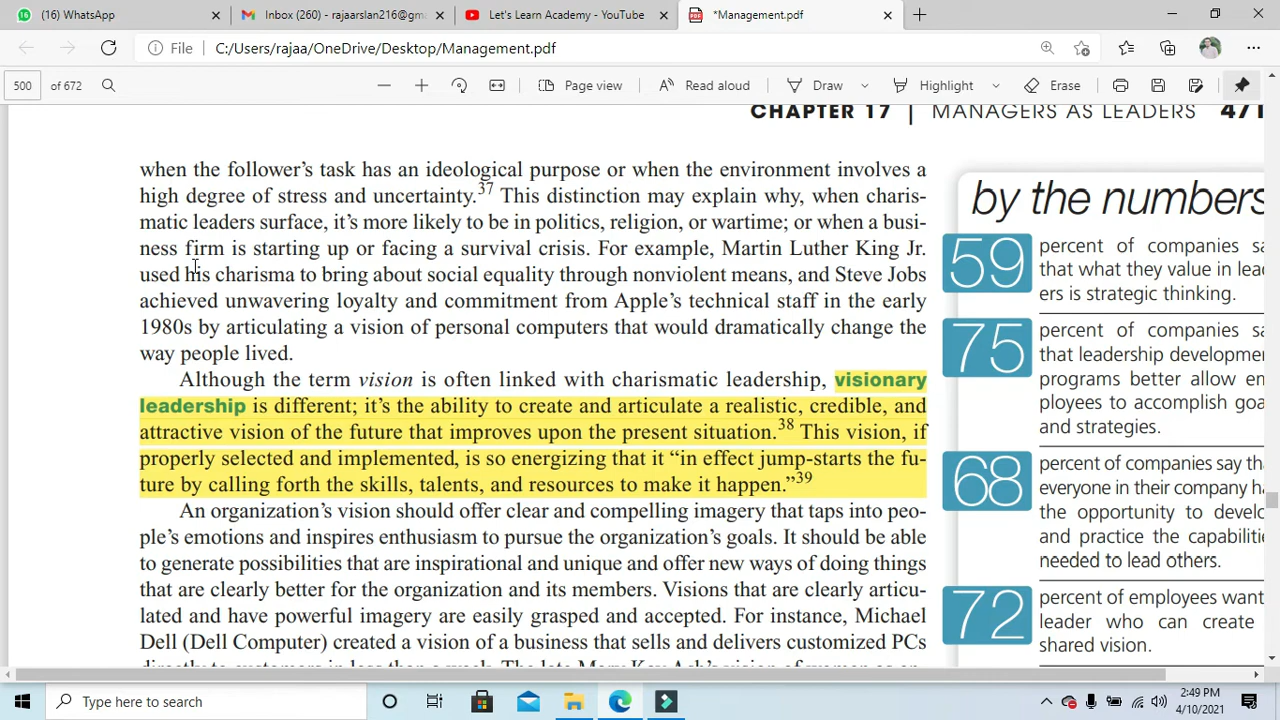 (16) WhatsApp
Inbox (260) - rajaarslan216@gm
Let's Learn Academy - YouTube
*Management.pdf
File
C:/Users/rajaa/OneDrive/Desktop/Management.pdf
500 of 672
Page view
Read aloud
Draw
Highlight
Erase
CHAPTER 17 | MANAGERS AS LEADERS 471
when the follower's task has an ideological purpose or when the environment involves a
high degree of stress and uncertainty.37 This distinction may explain why, when charis-
matic leaders surface, it's more likely to be in politics, religion, or wartime; or when a busi-
ness firm is starting up or facing a survival crisis. For example, Martin Luther King Jr.
used his charisma to bring about social equality through nonviolent means, and Steve Jobs
achieved unwavering loyalty and commitment from Apple's technical staff in the early
1980s by articulating a vision of personal computers that would dramatically change the
way people lived.
Although the term vision is often linked with charismatic leadership, visionary
leadership is different; it's the ability to create and articulate a realistic, credible, and
attractive vision of the future that improves upon the present situation.38 This vision, if
properly selected and implemented, is so energizing that it “in effect jump-starts the fu-
ture by calling forth the skills, talents, and resources to make it happen.”39
An organization's vision should offer clear and compelling imagery that taps into peo-
ple's emotions and inspires enthusiasm to pursue the organization's goals. It should be able
to generate possibilities that are inspirational and unique and offer new ways of doing things
that are clearly better for the organization and its members. Visions that are clearly articu-
lated and have powerful imagery are easily grasped and accepted. For instance, Michael
Dell (Dell Computer) created a vision of a business that sells and delivers customized PCs
by the numbers
59
percent of companies sa
that what they value in lea
ers is strategic thinking.
75
percent of companies sa
that leadership developme
programs better allow em
ployees to accomplish goa
and strategies.
68
percent of companies say tha
everyone in their company ha
the opportunity to develo
and practice the capabilitie
needed to lead others.
72
percent of employees want
leader who can create
shared vision.
Type here to search
2:49 PM
4/10/2021